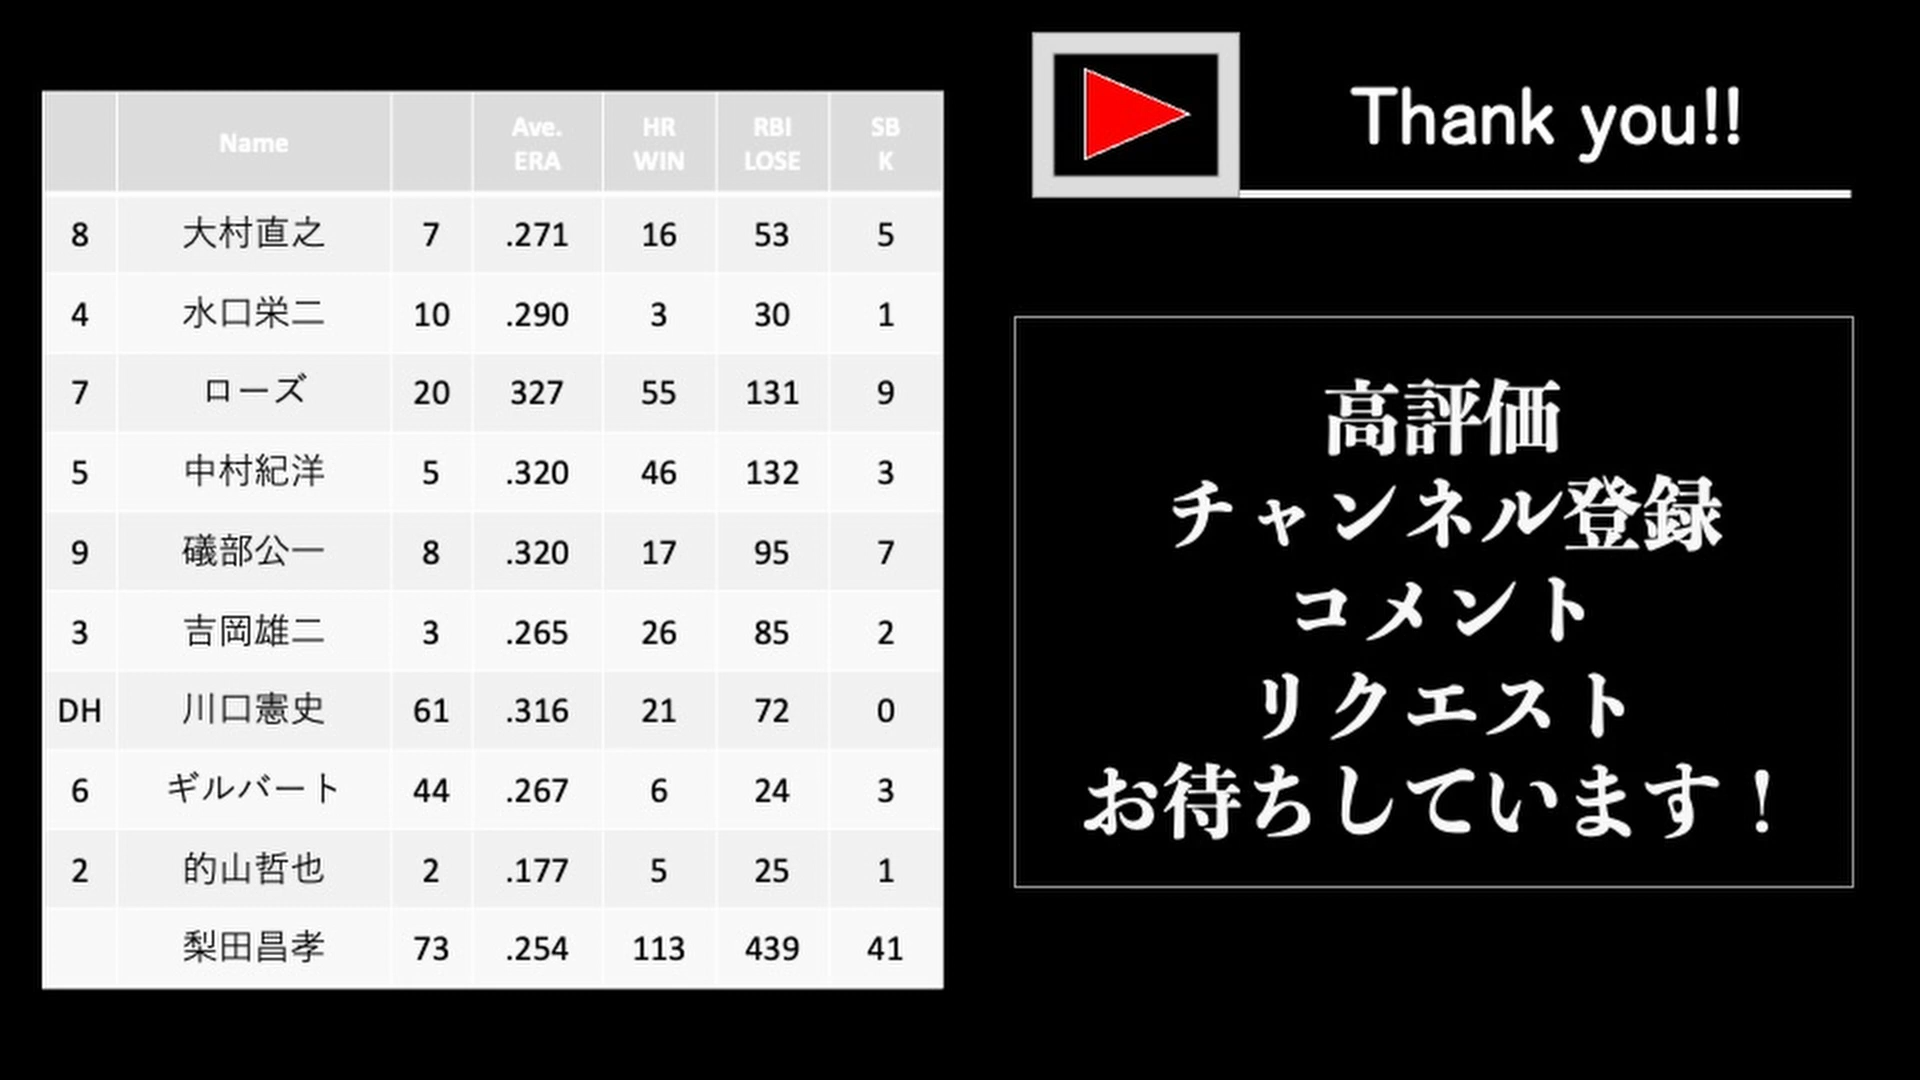 Name Ave. ERA HR WIN RBI LOSE SB K
8 大村直之 7 .271 16 53 5
4 水口栄二 10 .290 3 30 1
7 ローズ 20 327 55 131 9
5 中村紀洋 5 .320 46 132 3
9 礒部公一 8 .320 17 95 7
3 吉岡雄二 3 .265 26 85 2
DH 川口憲史 61 .316 21 72 0
6 ギルバート 44 .267 6 24 3
2 的山哲也 2 .177 5 25 1
梨田昌孝 73 .254 113 439 41
Thank you!!
高評価
チャンネル登録
コメント
リクエスト
お待ちしています！